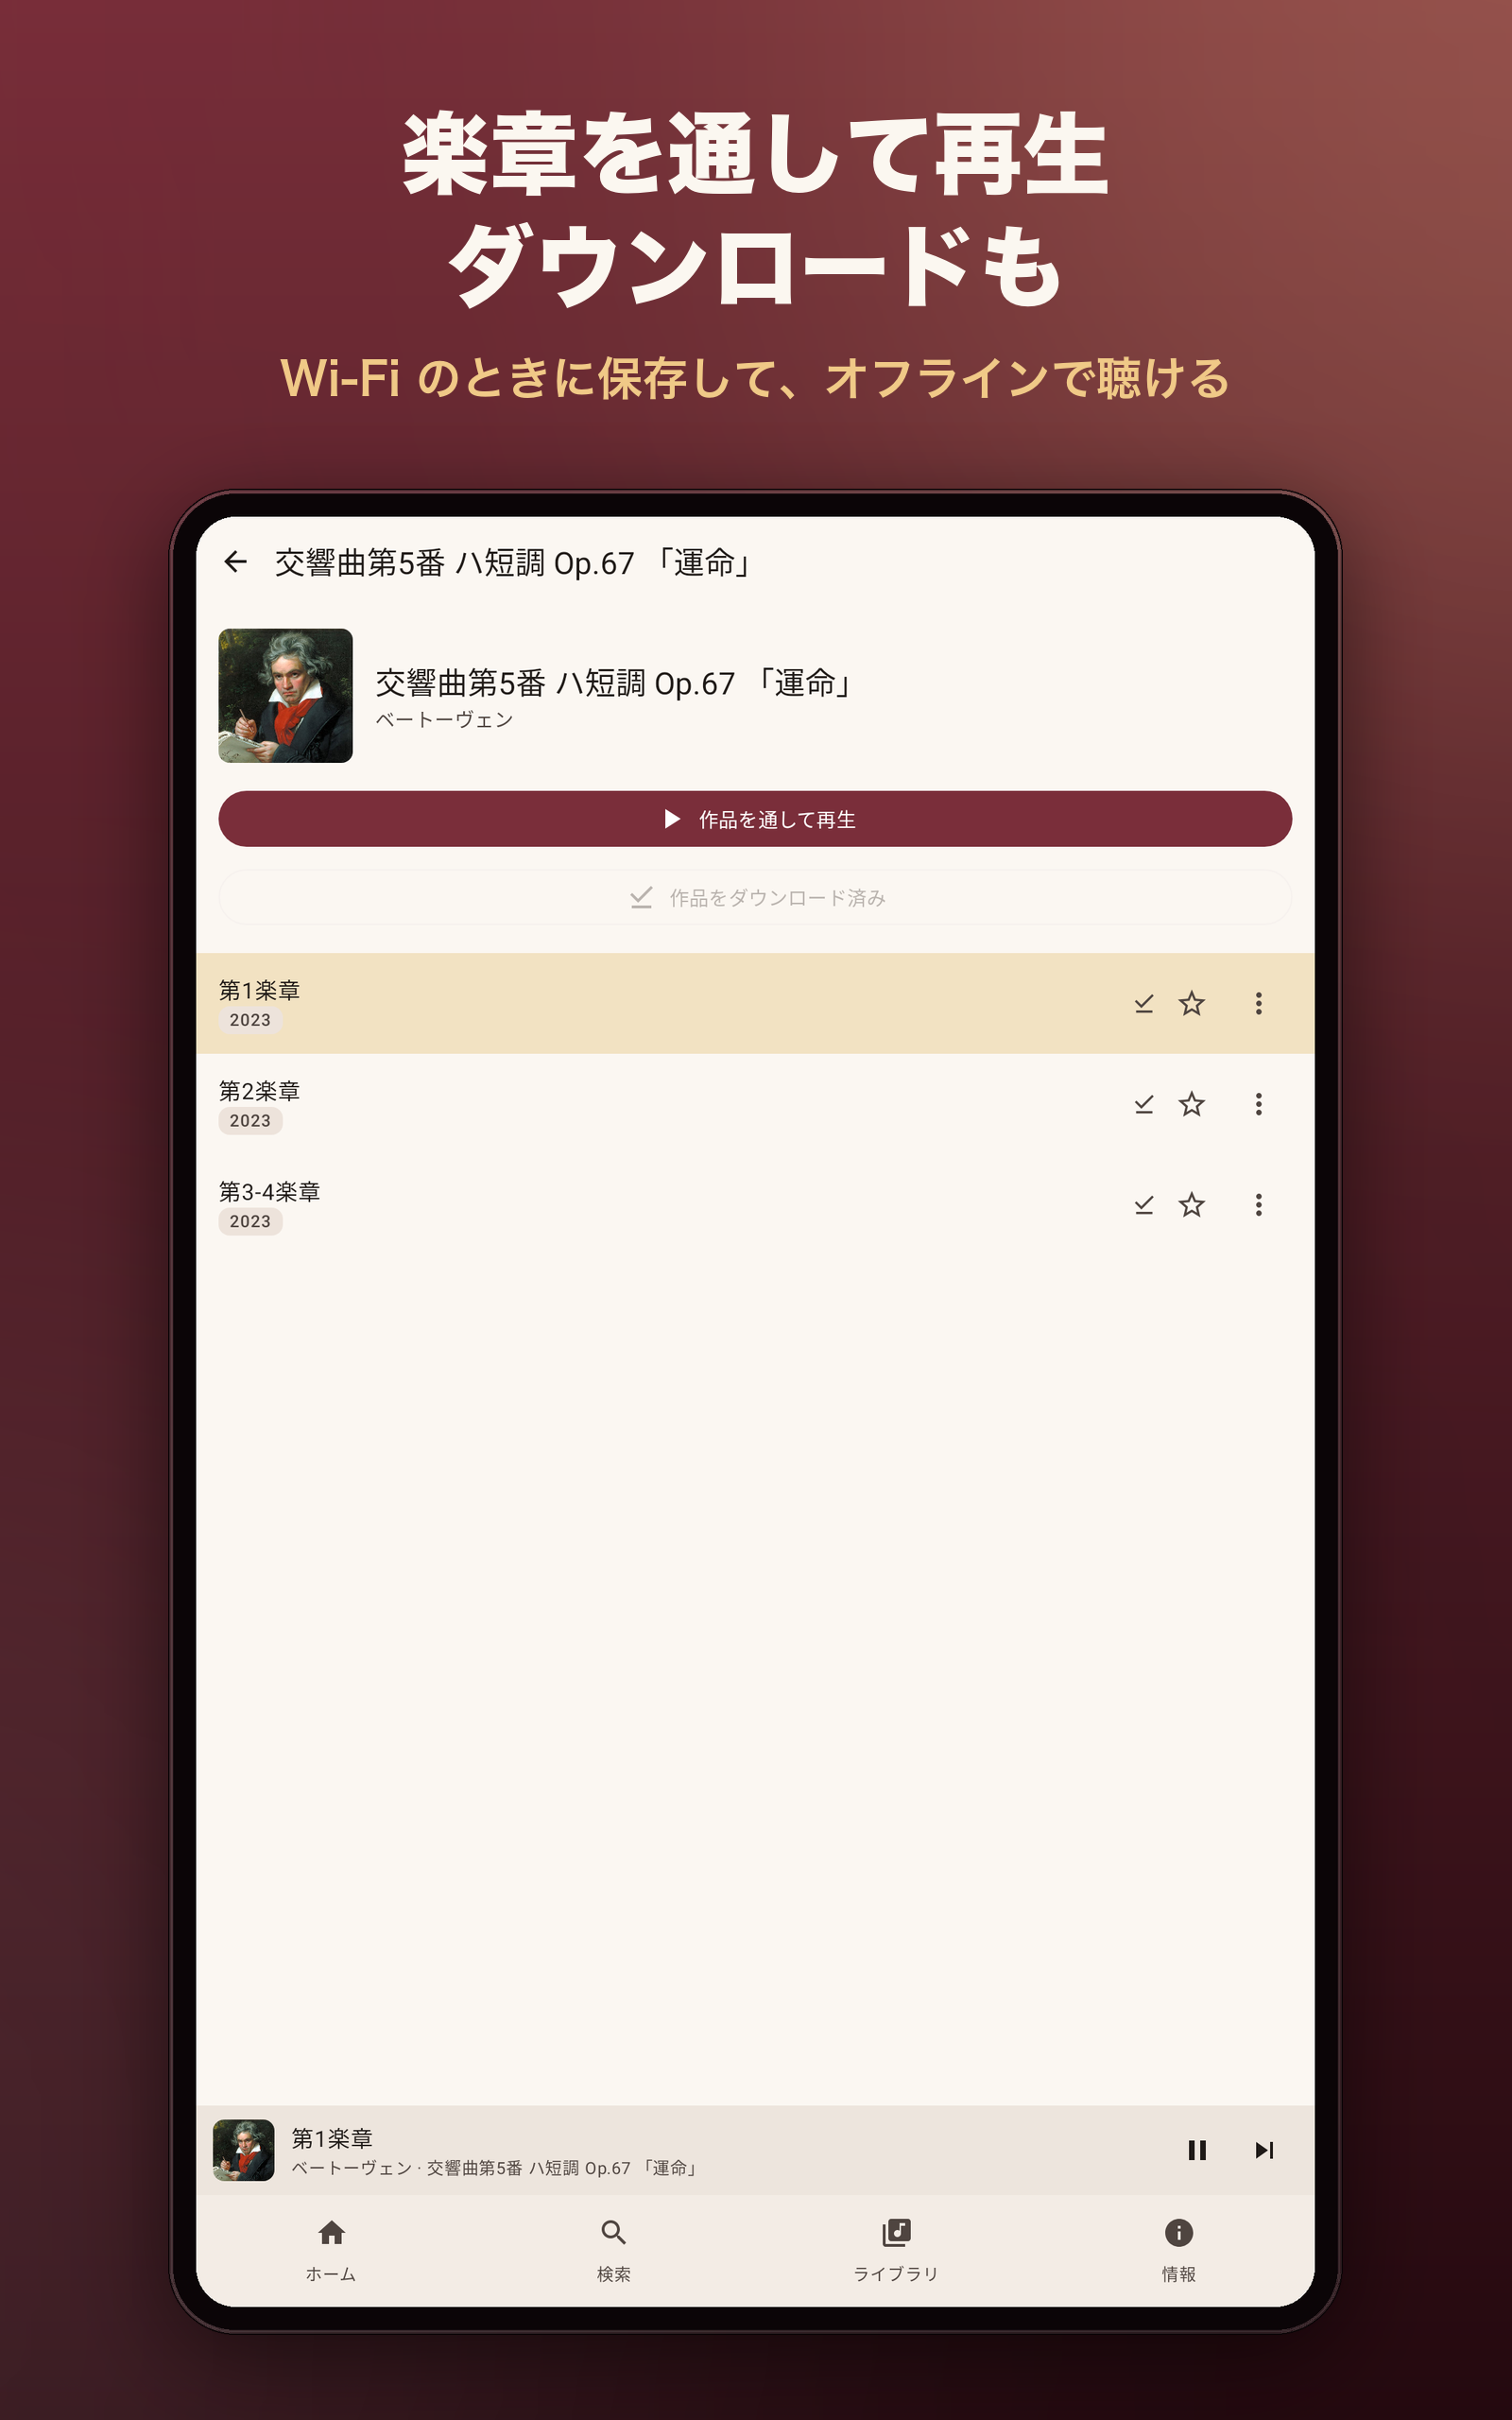 楽章を通して再生
ダウンロードも
Wi-Fi のときに保存して、オフラインで聴ける
交響曲第5番 ハ短調 Op.67 「運命」
交響曲第5番 ハ短調 Op.67 「運命」
ベートーヴェン
作品を通して再生
作品をダウンロード済み
第1楽章
2023
第2楽章
2023
第3-4楽章
2023
第1楽章
ベートーヴェン · 交響曲第5番 ハ短調 Op.67 「運命」
ホーム
検索
ライブラリ
情報